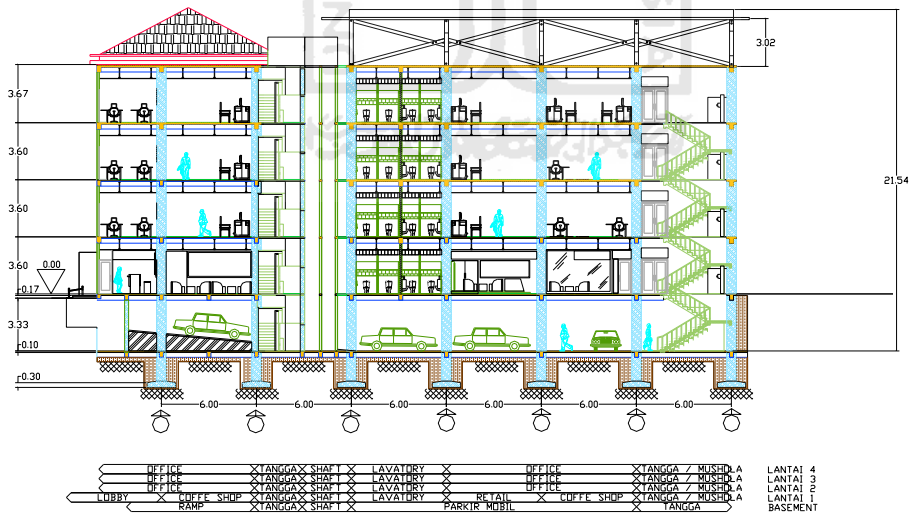 3.02
3.67
3.60
21.54
3.60
3.60
0.00
0.17
3.33
0.10
0.30
6.00 6.00 6.00 6.00 6.00 6.00
OFFICE TANGGA SHAFT LAVATORY OFFICE TANGGA / MUSHOLA LANTAI 4
OFFICE TANGGA SHAFT LAVATORY OFFICE TANGGA / MUSHOLA LANTAI 3
OFFICE TANGGA SHAFT LAVATORY OFFICE TANGGA / MUSHOLA LANTAI 2
LOBBY COFFE SHOP TANGGA SHAFT LAVATORY RETAIL COFFE SHOP TANGGA / MUSHOLA LANTAI 1
RAMP TANGGA SHAFT PARKIR MOBIL TANGGA BASEMENT